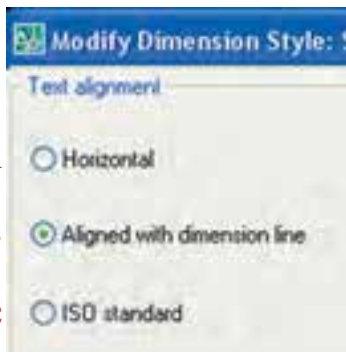 Modify Dimension Style:
Text alignment
Horizontal
Aligned with dimension line
ISO standard